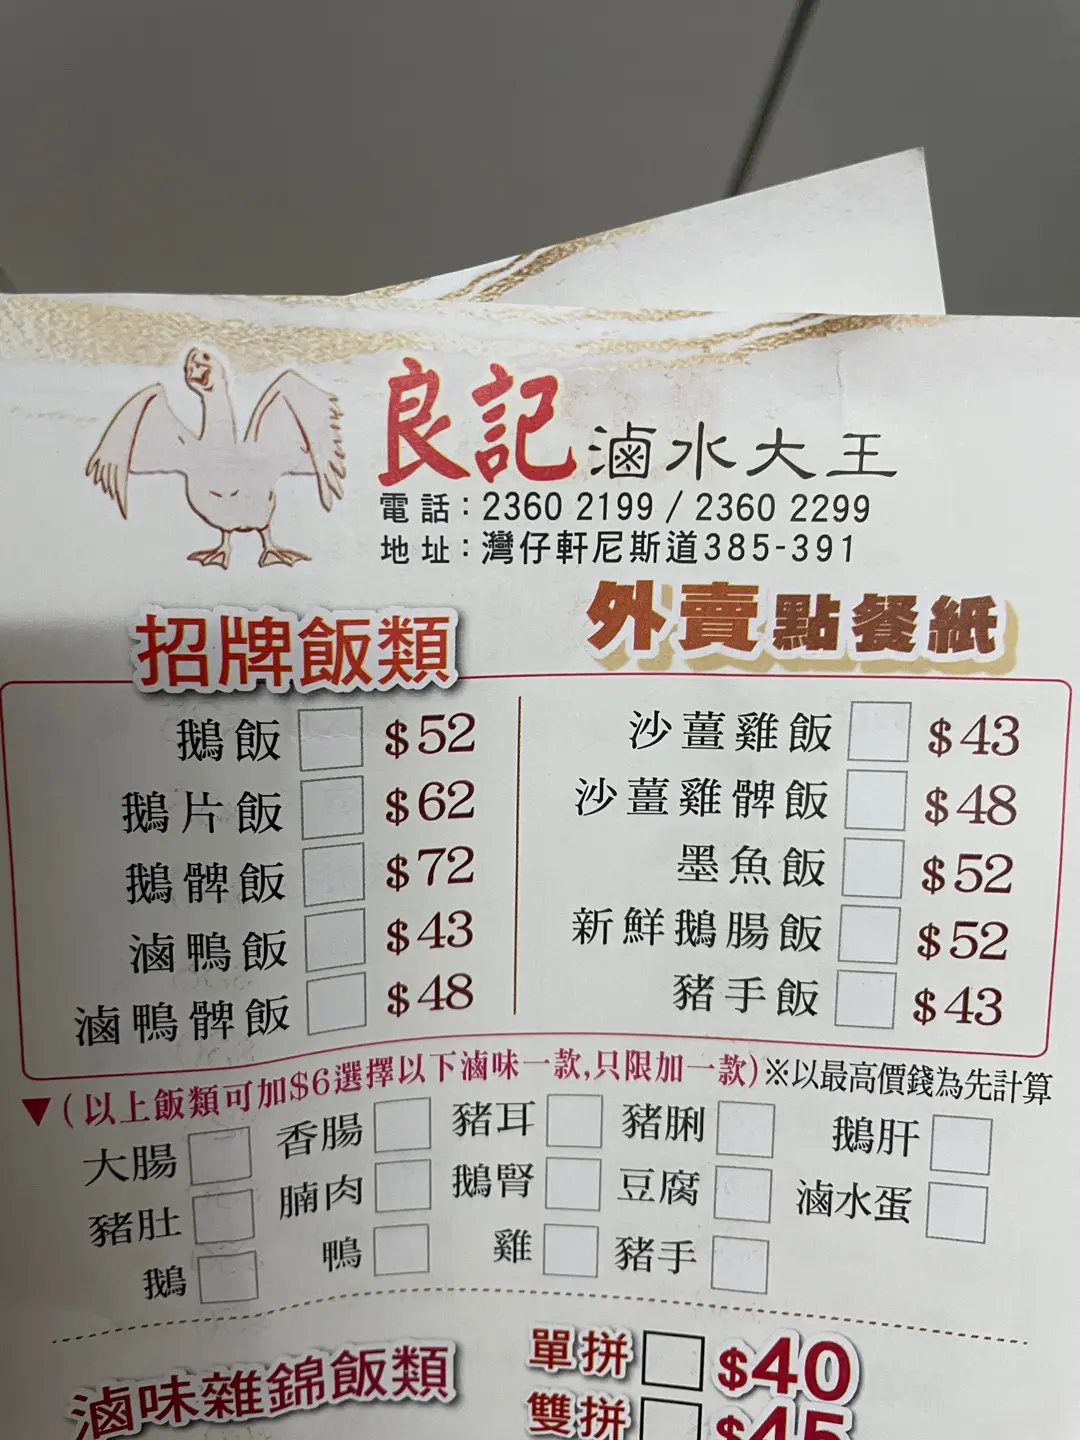 良記滷水大王
電話：2360 2199 / 2360 2299
地址：灣仔軒尼斯道385-391
招牌飯類
外賣點餐紙
鵝飯 $52
鵝片飯 $62
鵝髀飯 $72
滷鴨飯 $43
滷鴨髀飯 $48
沙薑雞飯 $43
沙薑雞髀飯 $48
墨魚飯 $52
新鮮鵝腸飯 $52
豬手飯 $43
▼(以上飯類可加$6選擇以下滷味一款,只限加一款)※以最高價錢為先計算
大腸 香腸 豬耳 豬脷 鵝肝
豬肚 腩肉 鵝腎 豆腐 滷水蛋
鵝 鴨 雞 豬手
滷味雜錦飯類
單拼 $40
雙拼 $45